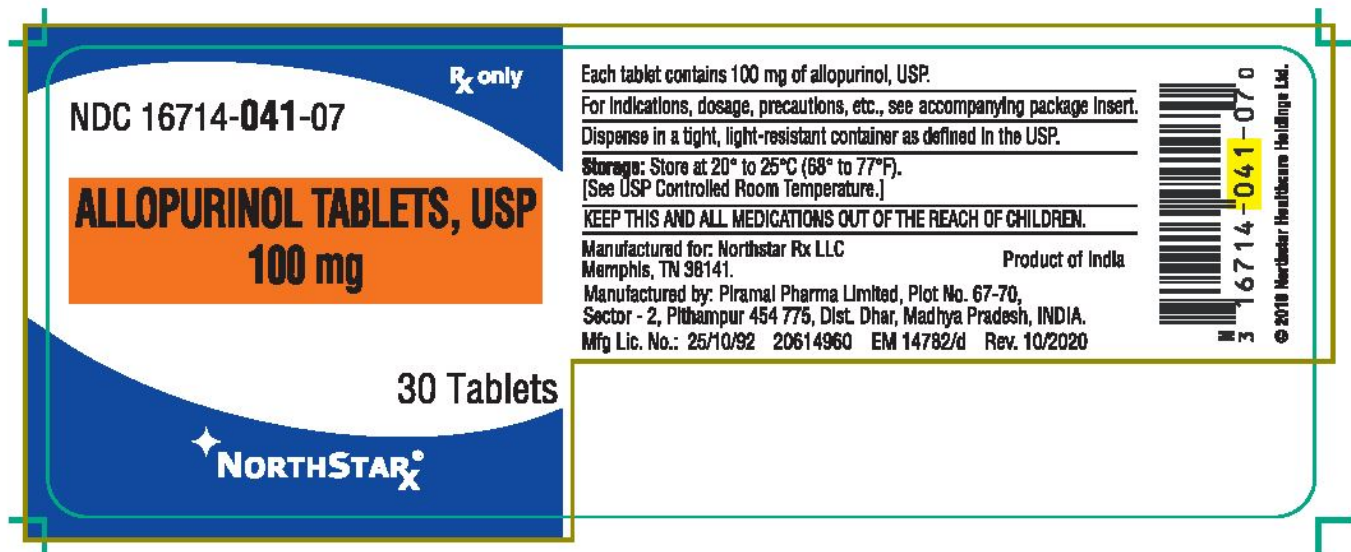 Rx only
NDC 16714-041-07
ALLOPURINOL TABLETS, USP
100 mg
30 Tablets
NORTHSTARx®
Each tablet contains 100 mg of allopurinol, USP.
For indications, dosage, precautions, etc., see accompanying package insert.
Dispense in a tight, light-resistant container as defined in the USP.
Storage: Store at 20° to 25°C (68° to 77°F).
[See USP Controlled Room Temperature.]
KEEP THIS AND ALL MEDICATIONS OUT OF THE REACH OF CHILDREN.
Manufactured for: Northstar Rx LLC
Memphis, TN 38141.
Product of India
Manufactured by: Piramal Pharma Limited, Plot No. 67-70,
Sector - 2, Pithampur 454 775, Dist. Dhar, Madhya Pradesh, INDIA.
Mfg Lic. No.: 25/10/92 20614960 EM 14782/d Rev. 10/2020
N
3 16714-041-07 0
Northstar Healthcare Holdings Ltd.